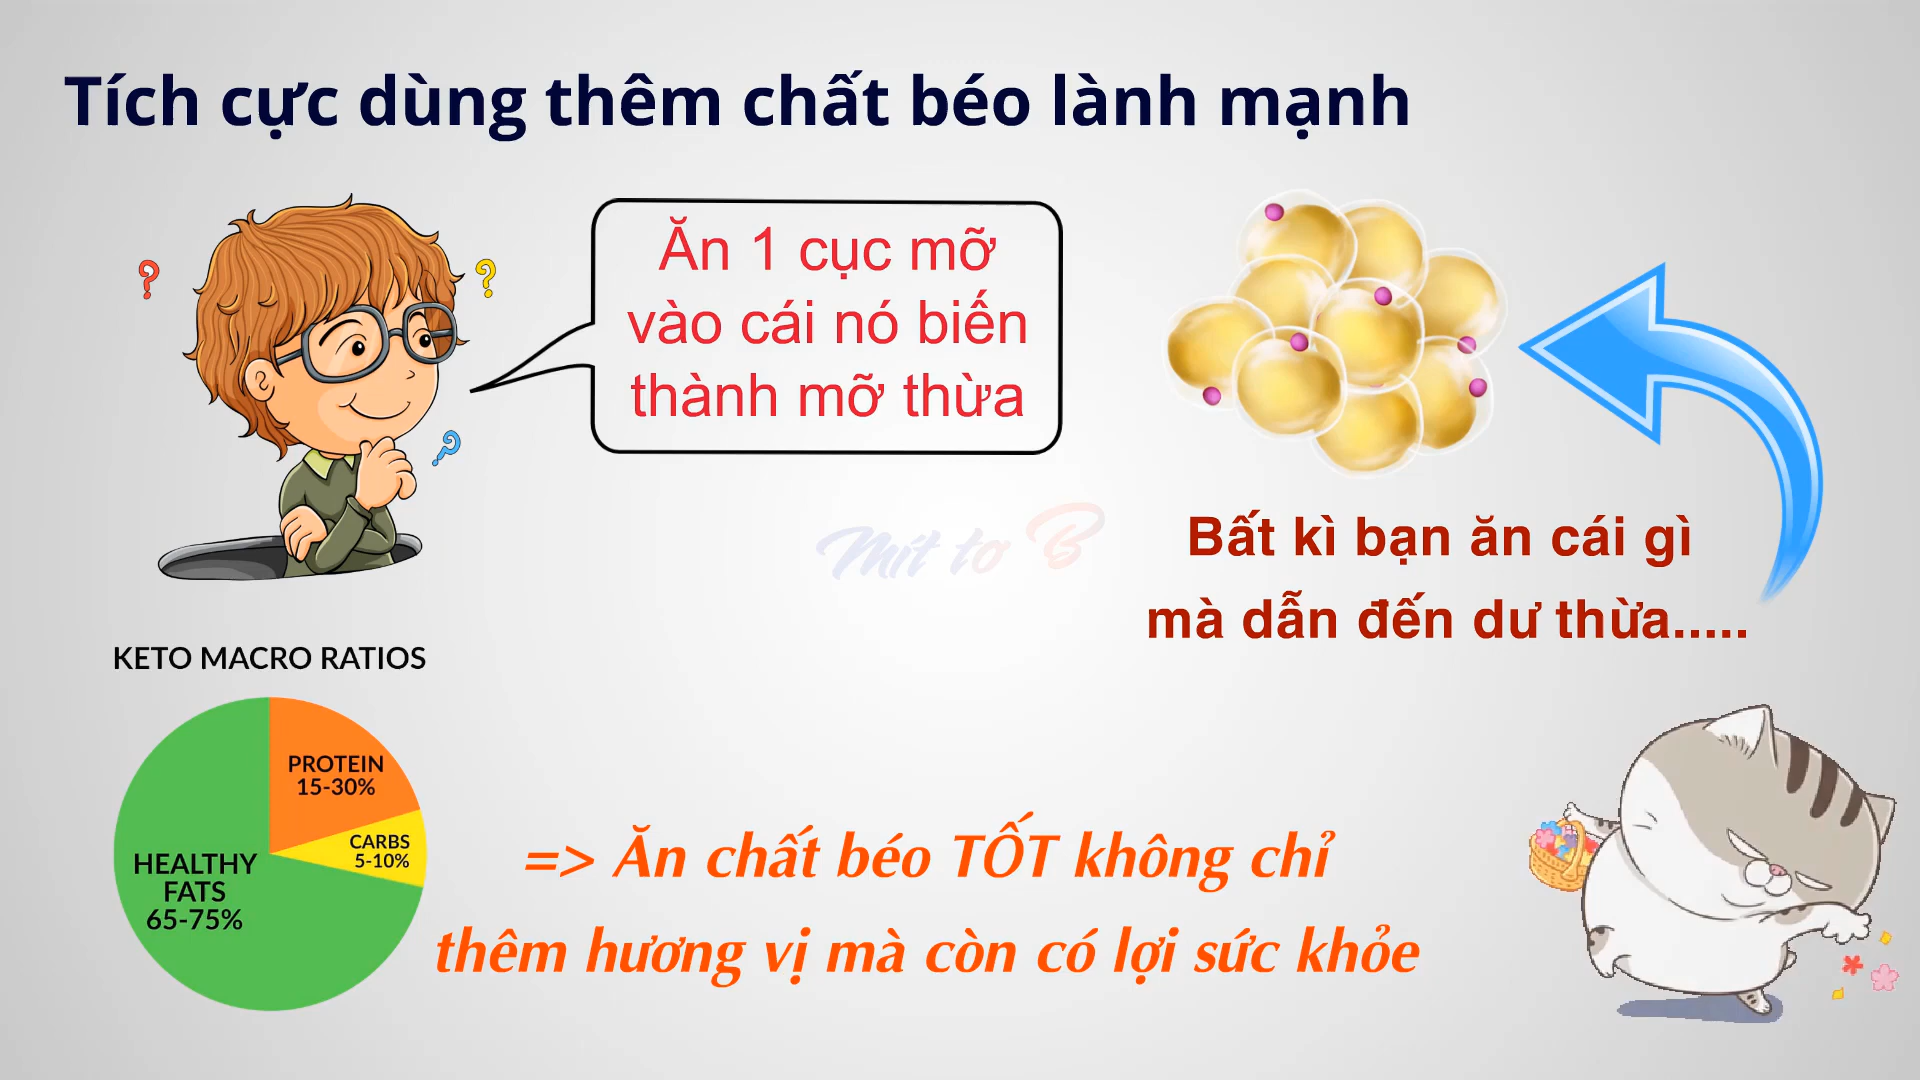 Tích cực dùng thêm chất béo lành mạnh
Ăn 1 cục mỡ
vào cái nó biến
thành mỡ thừa
Mít tơ B
Bất kì bạn ăn cái gì
mà dẫn đến dư thừa.....
KETO MACRO RATIOS
PROTEIN
15-30%
CARBS
5-10%
HEALTHY
FATS
65-75%
=> Ăn chất béo TỐT không chỉ
thêm hương vị mà còn có lợi sức khỏe